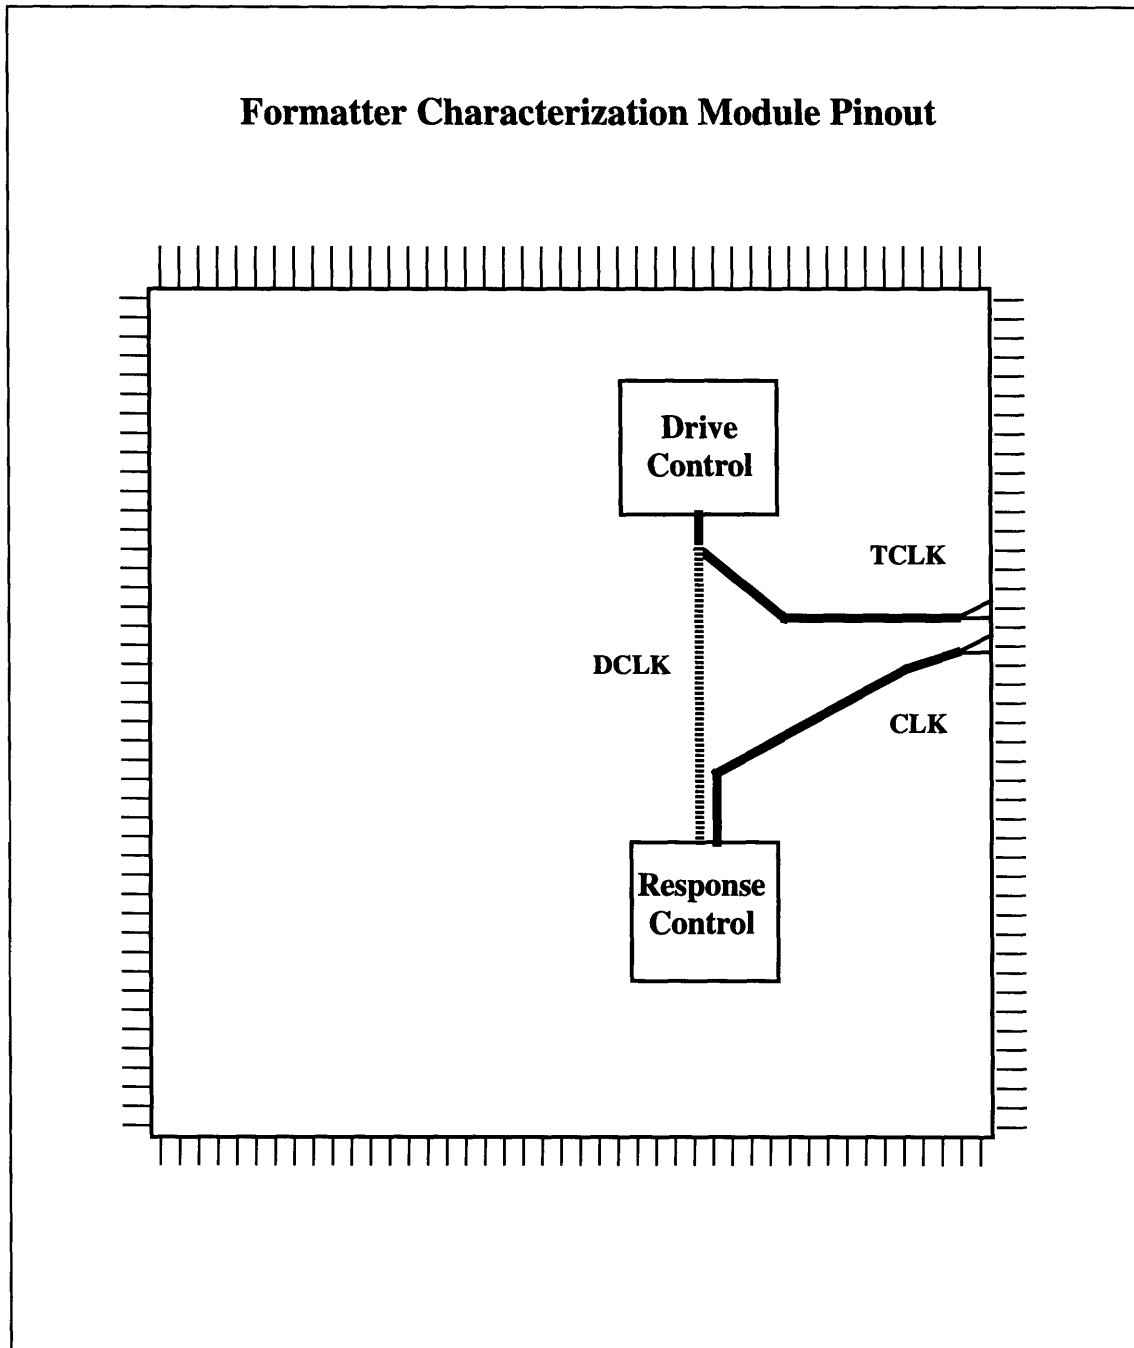 Formatter Characterization Module Pinout
Drive
Control
TCLK
DCLK
CLK
Response
Control